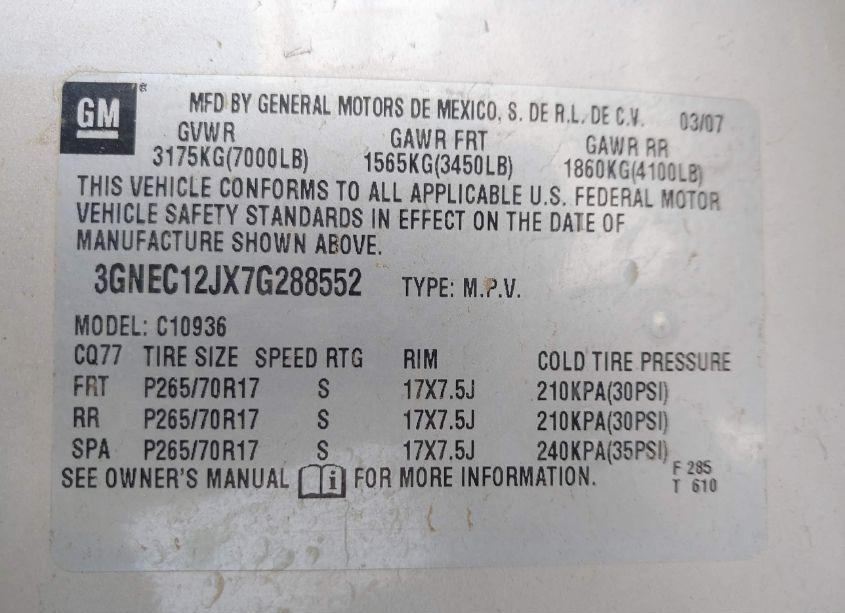 GM ® MFD BY GENERAL MOTORS DE MEXICO, S. DE R.L. DE C.V. 03/07
GVWR GAWR FRT GAWR RR
3175KG(7000LB) 1565KG(3450LB) 1860KG(4100LB)
THIS VEHICLE CONFORMS TO ALL APPLICABLE U.S. FEDERAL MOTOR
VEHICLE SAFETY STANDARDS IN EFFECT ON THE DATE OF
MANUFACTURE SHOWN ABOVE.
3GNEC12JX7G288552 TYPE: M.P.V.
MODEL: C10936
CQ77 TIRE SIZE SPEED RTG RIM COLD TIRE PRESSURE
FRT P265/70R17 S 17X7.5J 210KPA(30PSI)
RR P265/70R17 S 17X7.5J 210KPA(30PSI)
SPA P265/70R17 S 17X7.5J 240KPA(35PSI)
SEE OWNER'S MANUAL i FOR MORE INFORMATION.
F 285
T 610